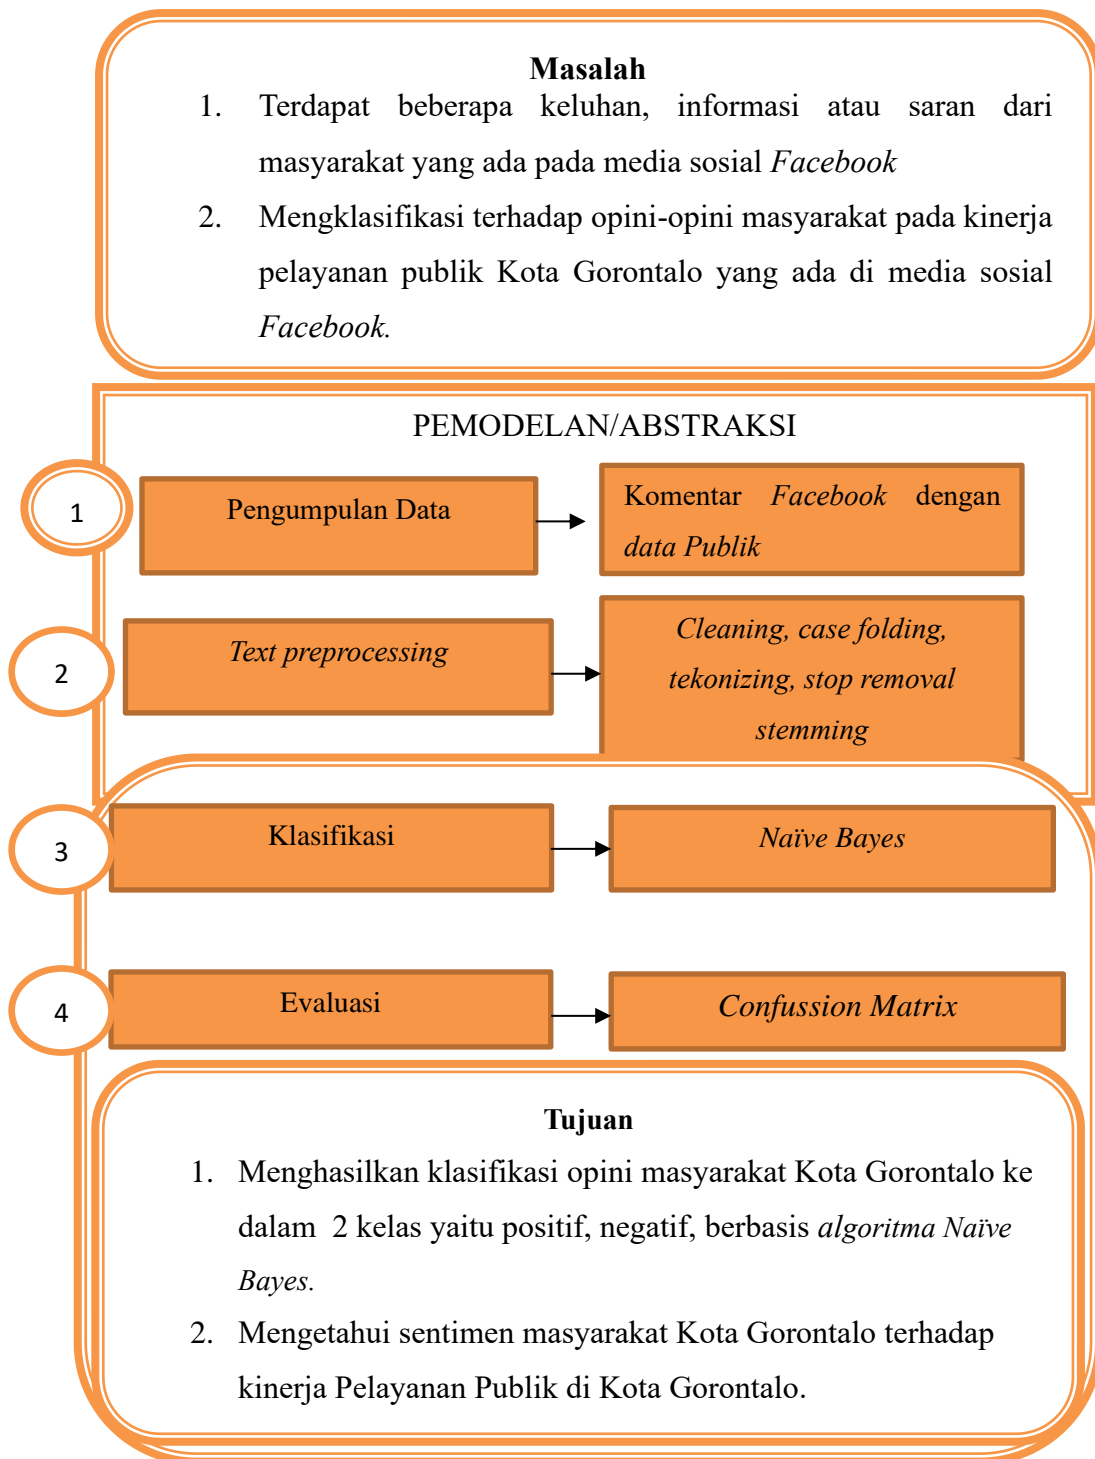 Masalah
1. Terdapat beberapa keluhan, informasi atau saran dari
masyarakat yang ada pada media sosial Facebook
2. Mengklasifikasi terhadap opini-opini masyarakat pada kinerja
pelayanan publik Kota Gorontalo yang ada di media sosial
Facebook.
PEMODELAN/ABSTRAKSI
1
Pengumpulan Data
Komentar Facebook dengan
data Publik
2
Text preprocessing
Cleaning, case folding,
tekonizing, stop removal
stemming
3
Klasifikasi
Naïve Bayes
4
Evaluasi
Confussion Matrix
Tujuan
1. Menghasilkan klasifikasi opini masyarakat Kota Gorontalo ke
dalam 2 kelas yaitu positif, negatif, berbasis algoritma Naïve
Bayes.
2. Mengetahui sentimen masyarakat Kota Gorontalo terhadap
kinerja Pelayanan Publik di Kota Gorontalo.